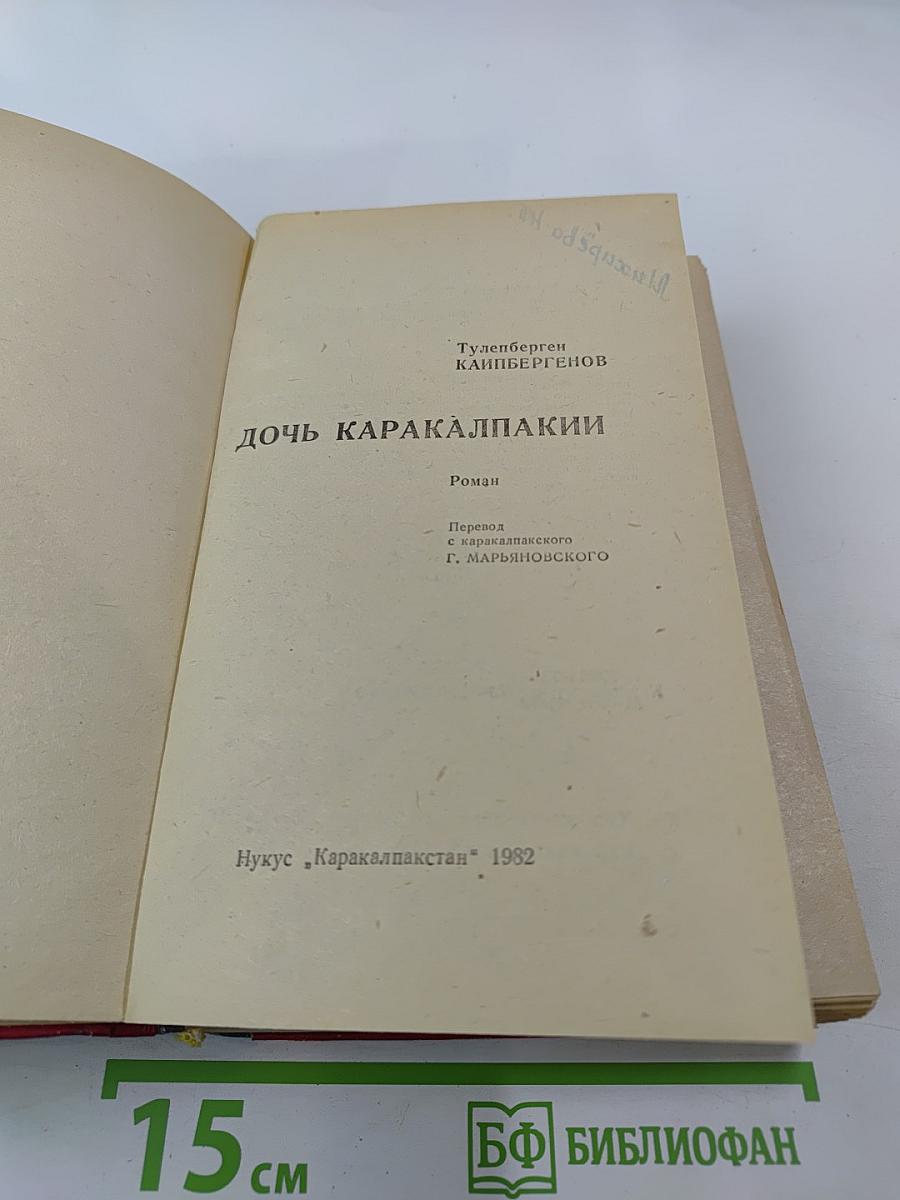 Тулепберген
КАИПБЕРГЕНОВ
ДОЧЬ КАРАКАЛПАКИИ
Роман
Перевод
с каракалпакского
Г. МАРЬЯНОВСКОГО
Нукус „Каракалпакстан“ 1982
15 см
БФ БИБЛИОФАН